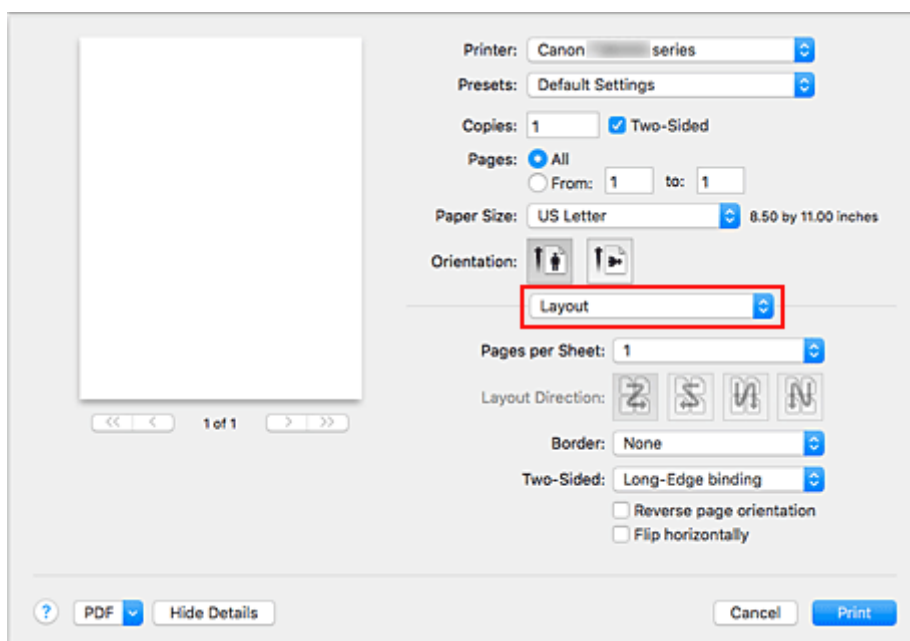 Printer: Canon series
Presets: Default Settings
Copies: 1 Two-Sided
Pages: All
From: 1 to: 1
Paper Size: US Letter 8.50 by 11.00 inches
Orientation:
Layout
Pages per Sheet: 1
Layout Direction:
1 of 1
Border: None
Two-Sided: Long-Edge binding
Reverse page orientation
Flip horizontally
? PDF Hide Details Cancel Print